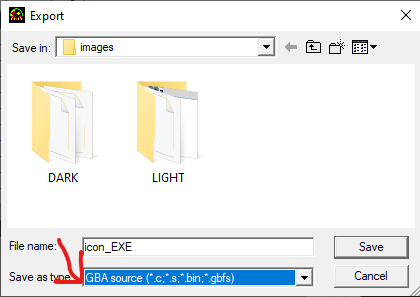 Export
Save in: images
DARK
LIGHT
File name: icon_EXE
Save
Save as type: GBA source (*.c;*.s;*.bin;*.gbfs)
Cancel